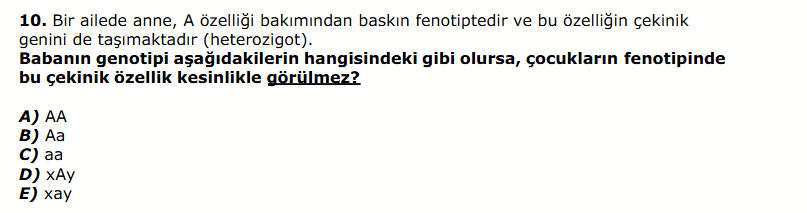 10. Bir ailede anne, A özelliği bakımından baskın fenotiptedir ve bu özelliğin çekinik
genini de taşımaktadır (heterozigot).
Babanın genotipi aşağıdakilerin hangisindeki gibi olursa, çocukların fenotipinde
bu çekinik özellik kesinlikle görülmez?
A) AA
B) Aa
C) aa
D) xAy
E) xay